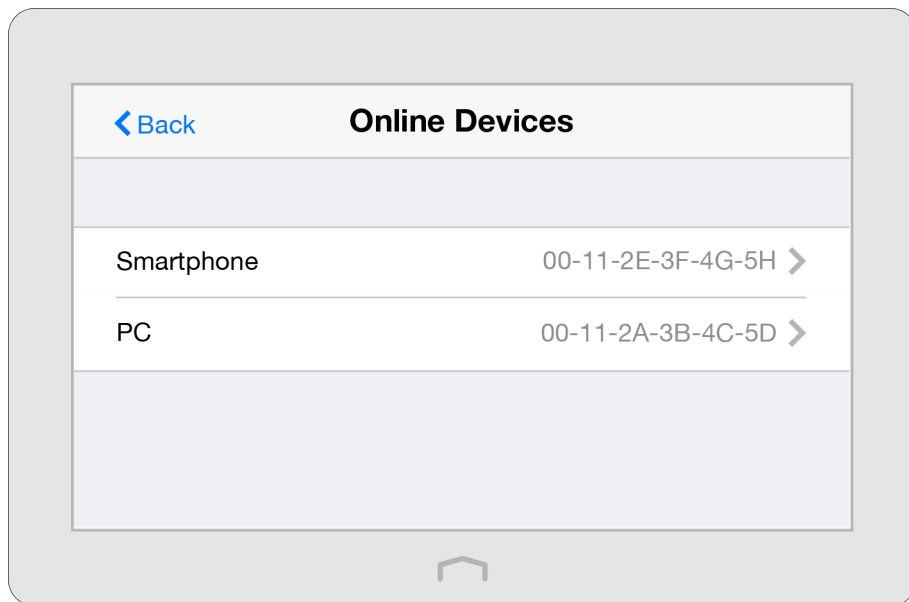 Back
Online Devices
Smartphone 00-11-2E-3F-4G-5H
PC 00-11-2A-3B-4C-5D